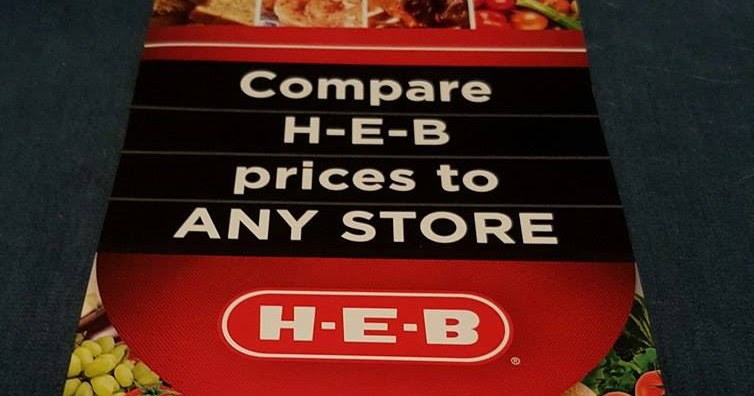 Compare
H-E-B
prices to
ANY STORE
H-E-B®